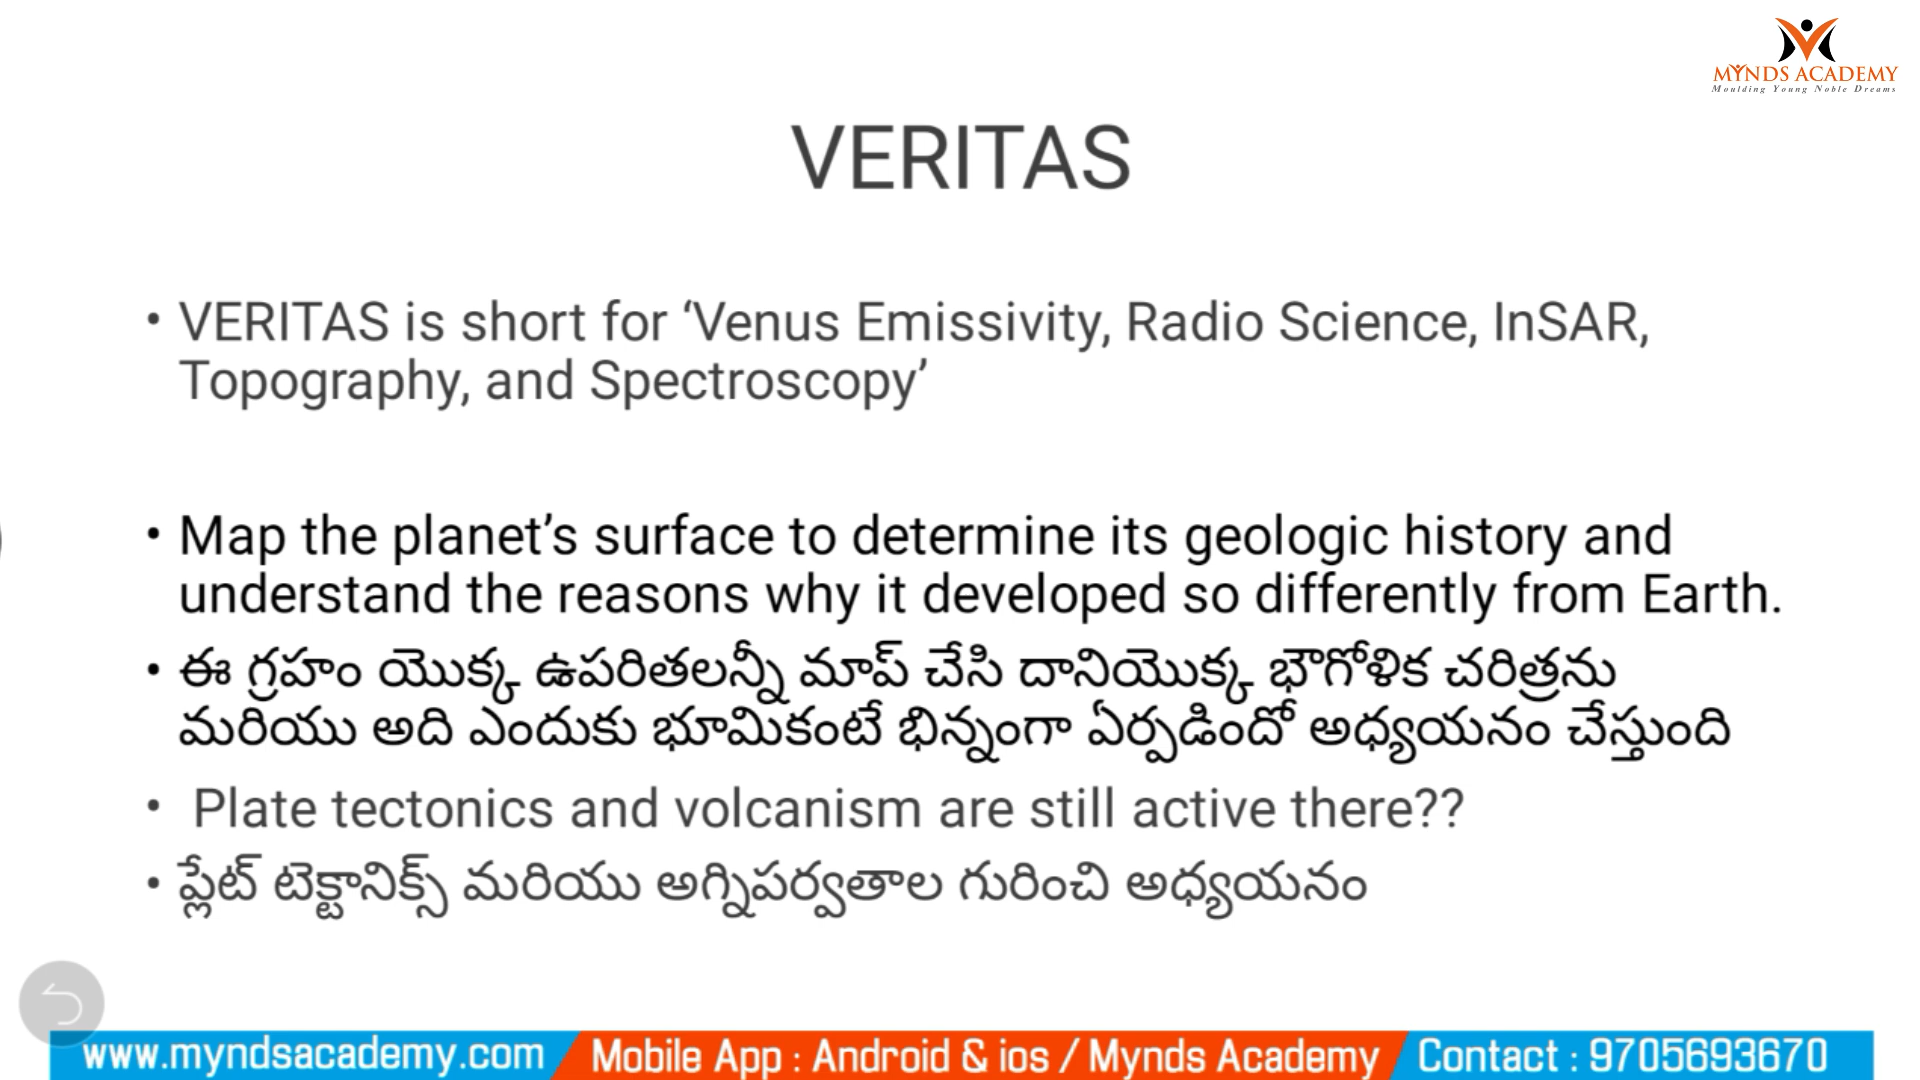 MYNDS ACADEMY
Moulding Young Noble Dreams
VERITAS
• VERITAS is short for ‘Venus Emissivity, Radio Science, InSAR,
Topography, and Spectroscopy’
• Map the planet’s surface to determine its geologic history and
understand the reasons why it developed so differently from Earth.
• ఈ గ్రహం యొక్క ఉపరితలన్నీ మాప్ చేసి దానియొక్క భౌగోళిక చరిత్రను
మరియు అది ఎందుకు భూమికంటే భిన్నంగా ఏర్పడిందో అధ్యయనం చేస్తుంది
• Plate tectonics and volcanism are still active there??
• ప్లేట్ టెక్టానిక్స్ మరియు అగ్నిపర్వతాల గురించి అధ్యయనం
www.myndsacademy.com Mobile App : Android & ios / Mynds Academy Contact : 9705693670